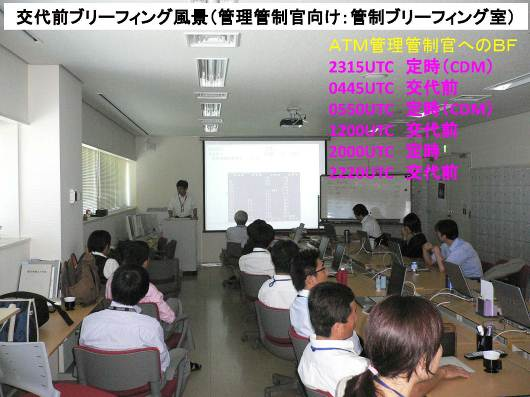 交代前ブリーフィング風景（管理管制官向け：管制ブリーフィング室）
ＡＴＭ管理管制官へのＢＦ
2315UTC　定時（CDM）
0445UTC　交代前
0550UTC　定時（CDM）
1200UTC　交代前
2000UTC　定時
2220UTC　交代前